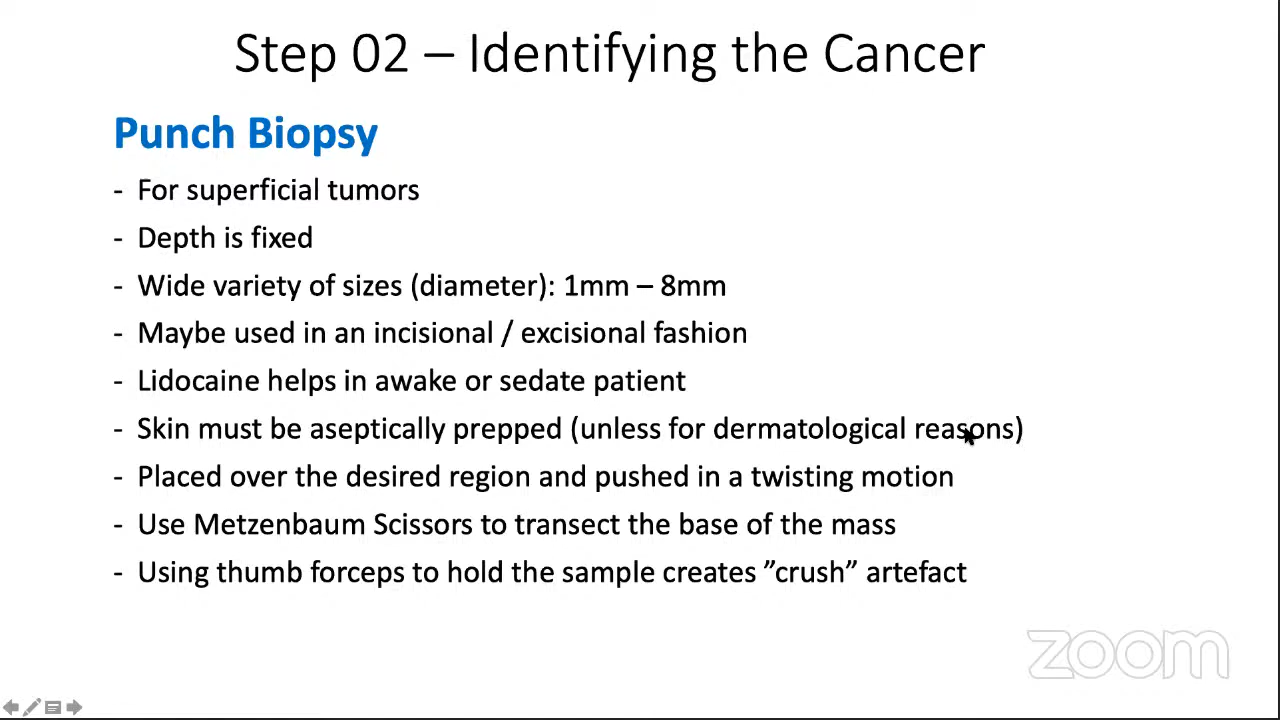 Step 02 – Identifying the Cancer
Punch Biopsy
- For superficial tumors
- Depth is fixed
- Wide variety of sizes (diameter): 1mm – 8mm
- Maybe used in an incisional / excisional fashion
- Lidocaine helps in awake or sedate patient
- Skin must be aseptically prepped (unless for dermatological reasons)
- Placed over the desired region and pushed in a twisting motion
- Use Metzenbaum Scissors to transect the base of the mass
- Using thumb forceps to hold the sample creates ”crush” artefact
zoom